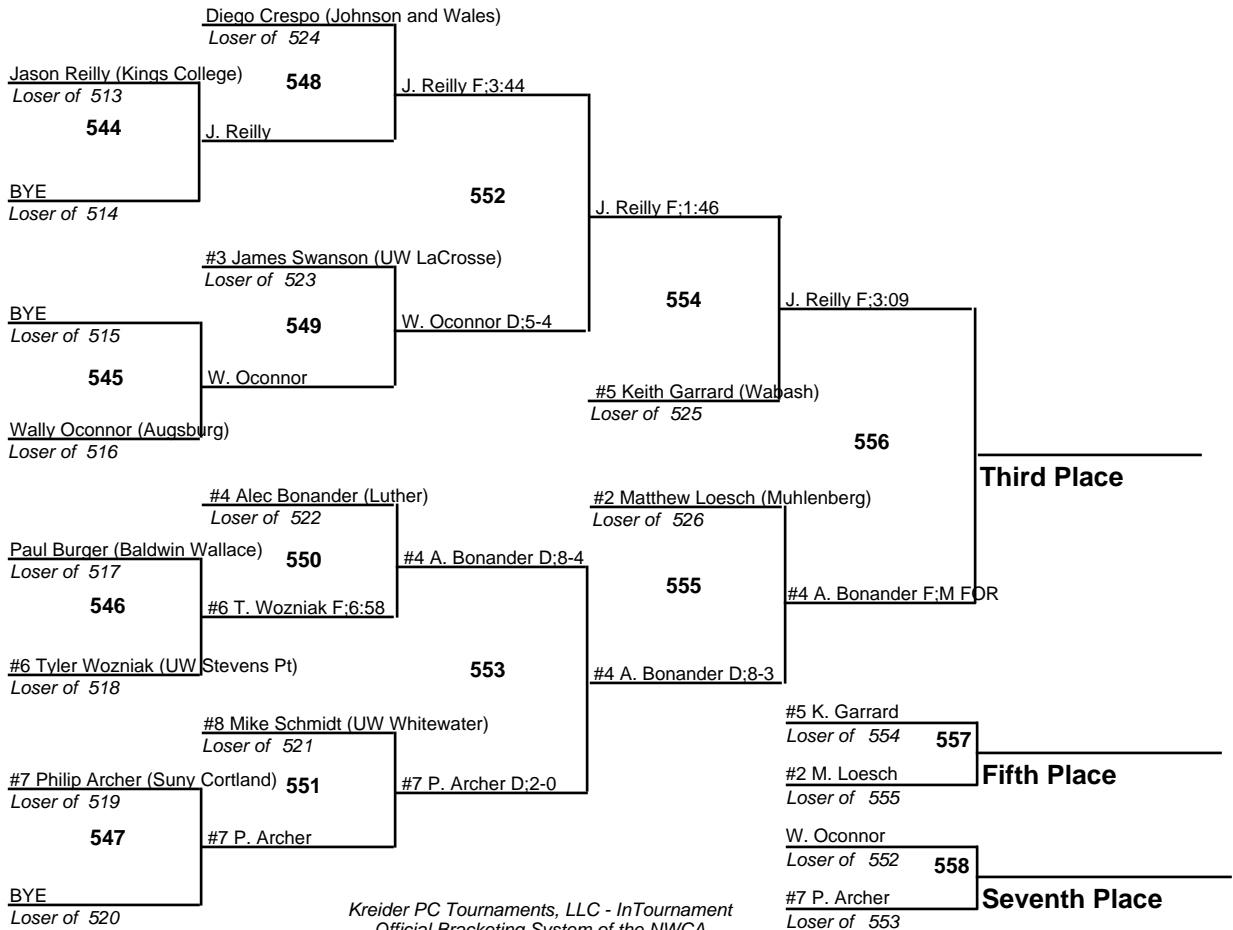 Diego Crespo (Johnson and Wales)
Loser of 524
Jason Reilly (Kings College)
Loser of 513
548
J. Reilly F;3:44
544
J. Reilly
BYE
Loser of 514
552
J. Reilly F;1:46
#3 James Swanson (UW LaCrosse)
Loser of 523
554
J. Reilly F;3:09
BYE
Loser of 515
549
W. Oconnor D;5-4
545
W. Oconnor
#5 Keith Garrard (Wabash)
Loser of 525
Wally Oconnor (Augsburg)
Loser of 516
556
Third Place
#4 Alec Bonander (Luther)
Loser of 522
#2 Matthew Loesch (Muhlenberg)
Loser of 526
Paul Burger (Baldwin Wallace)
Loser of 517
550
#4 A. Bonander D;8-4
555
546
#6 T. Wozniak F;6:58
#4 A. Bonander F;M FOR
#6 Tyler Wozniak (UW Stevens Pt)
Loser of 518
553
#4 A. Bonander D;8-3
#8 Mike Schmidt (UW Whitewater)
Loser of 521
#5 K. Garrard
Loser of 554
557
#7 Philip Archer (Suny Cortland)
Loser of 519
551
#7 P. Archer D;2-0
#2 M. Loesch
Loser of 555
Fifth Place
547
#7 P. Archer
W. Oconnor
Loser of 552
558
BYE
Loser of 520
#7 P. Archer
Loser of 553
Seventh Place
Kreider PC Tournaments, LLC - InTournament
Official Bracketing System of the NWCA